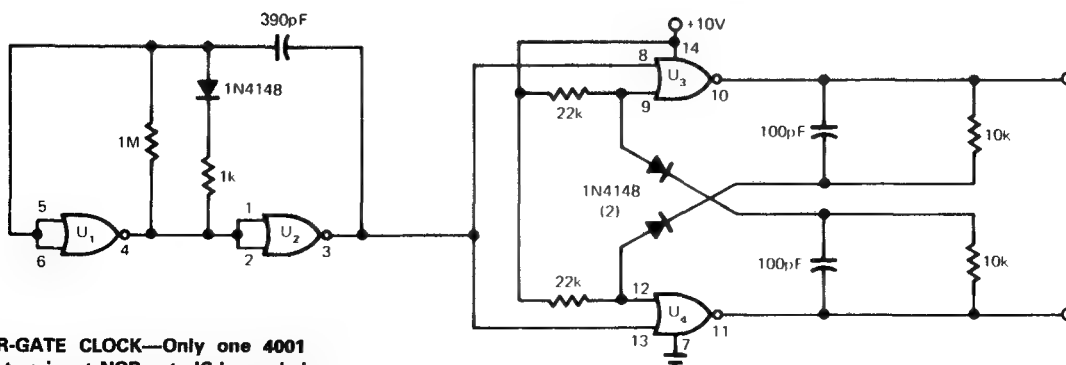 390pF
+10V
14
8
U3
1N4148
22k
9
10
1M
100pF
10k
1k
1N4148
(2)
5
1
U1
U2
6
4
2
3
22k
12
100pF
10k
U4
13
7
11
R-GATE CLOCK—Only one 4001